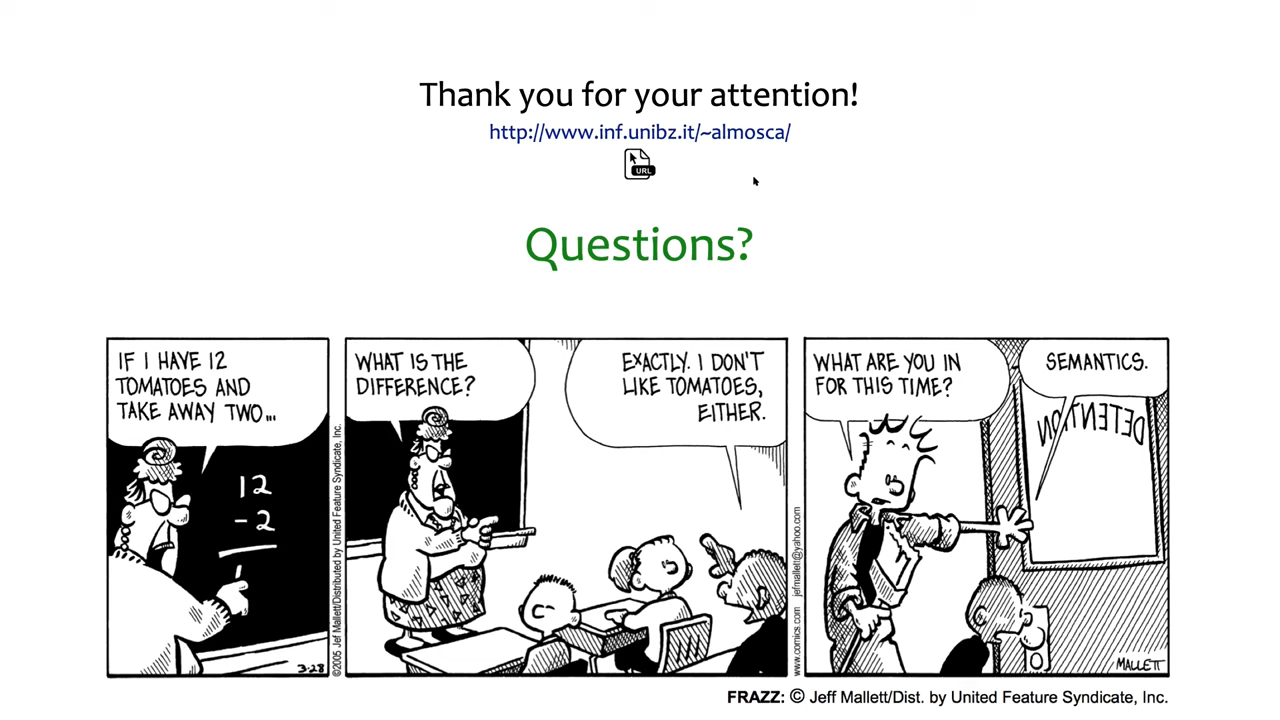 Thank you for your attention!
http://www.inf.unibz.it/~almosca/
URL
Questions?
IF I HAVE 12
TOMATOES AND
TAKE AWAY TWO...
12
-2
1
3-28
©2005 Jef Mallett/Distributed by United Feature Syndicate, Inc.
WHAT IS THE
DIFFERENCE?
EXACTLY. I DON'T
LIKE TOMATOES,
EITHER.
www.comics.com jefmallett@yahoo.com
WHAT ARE YOU IN
FOR THIS TIME?
SEMANTICS.
DETENTION
MALLETT
FRAZZ: © Jeff Mallett/Dist. by United Feature Syndicate, Inc.